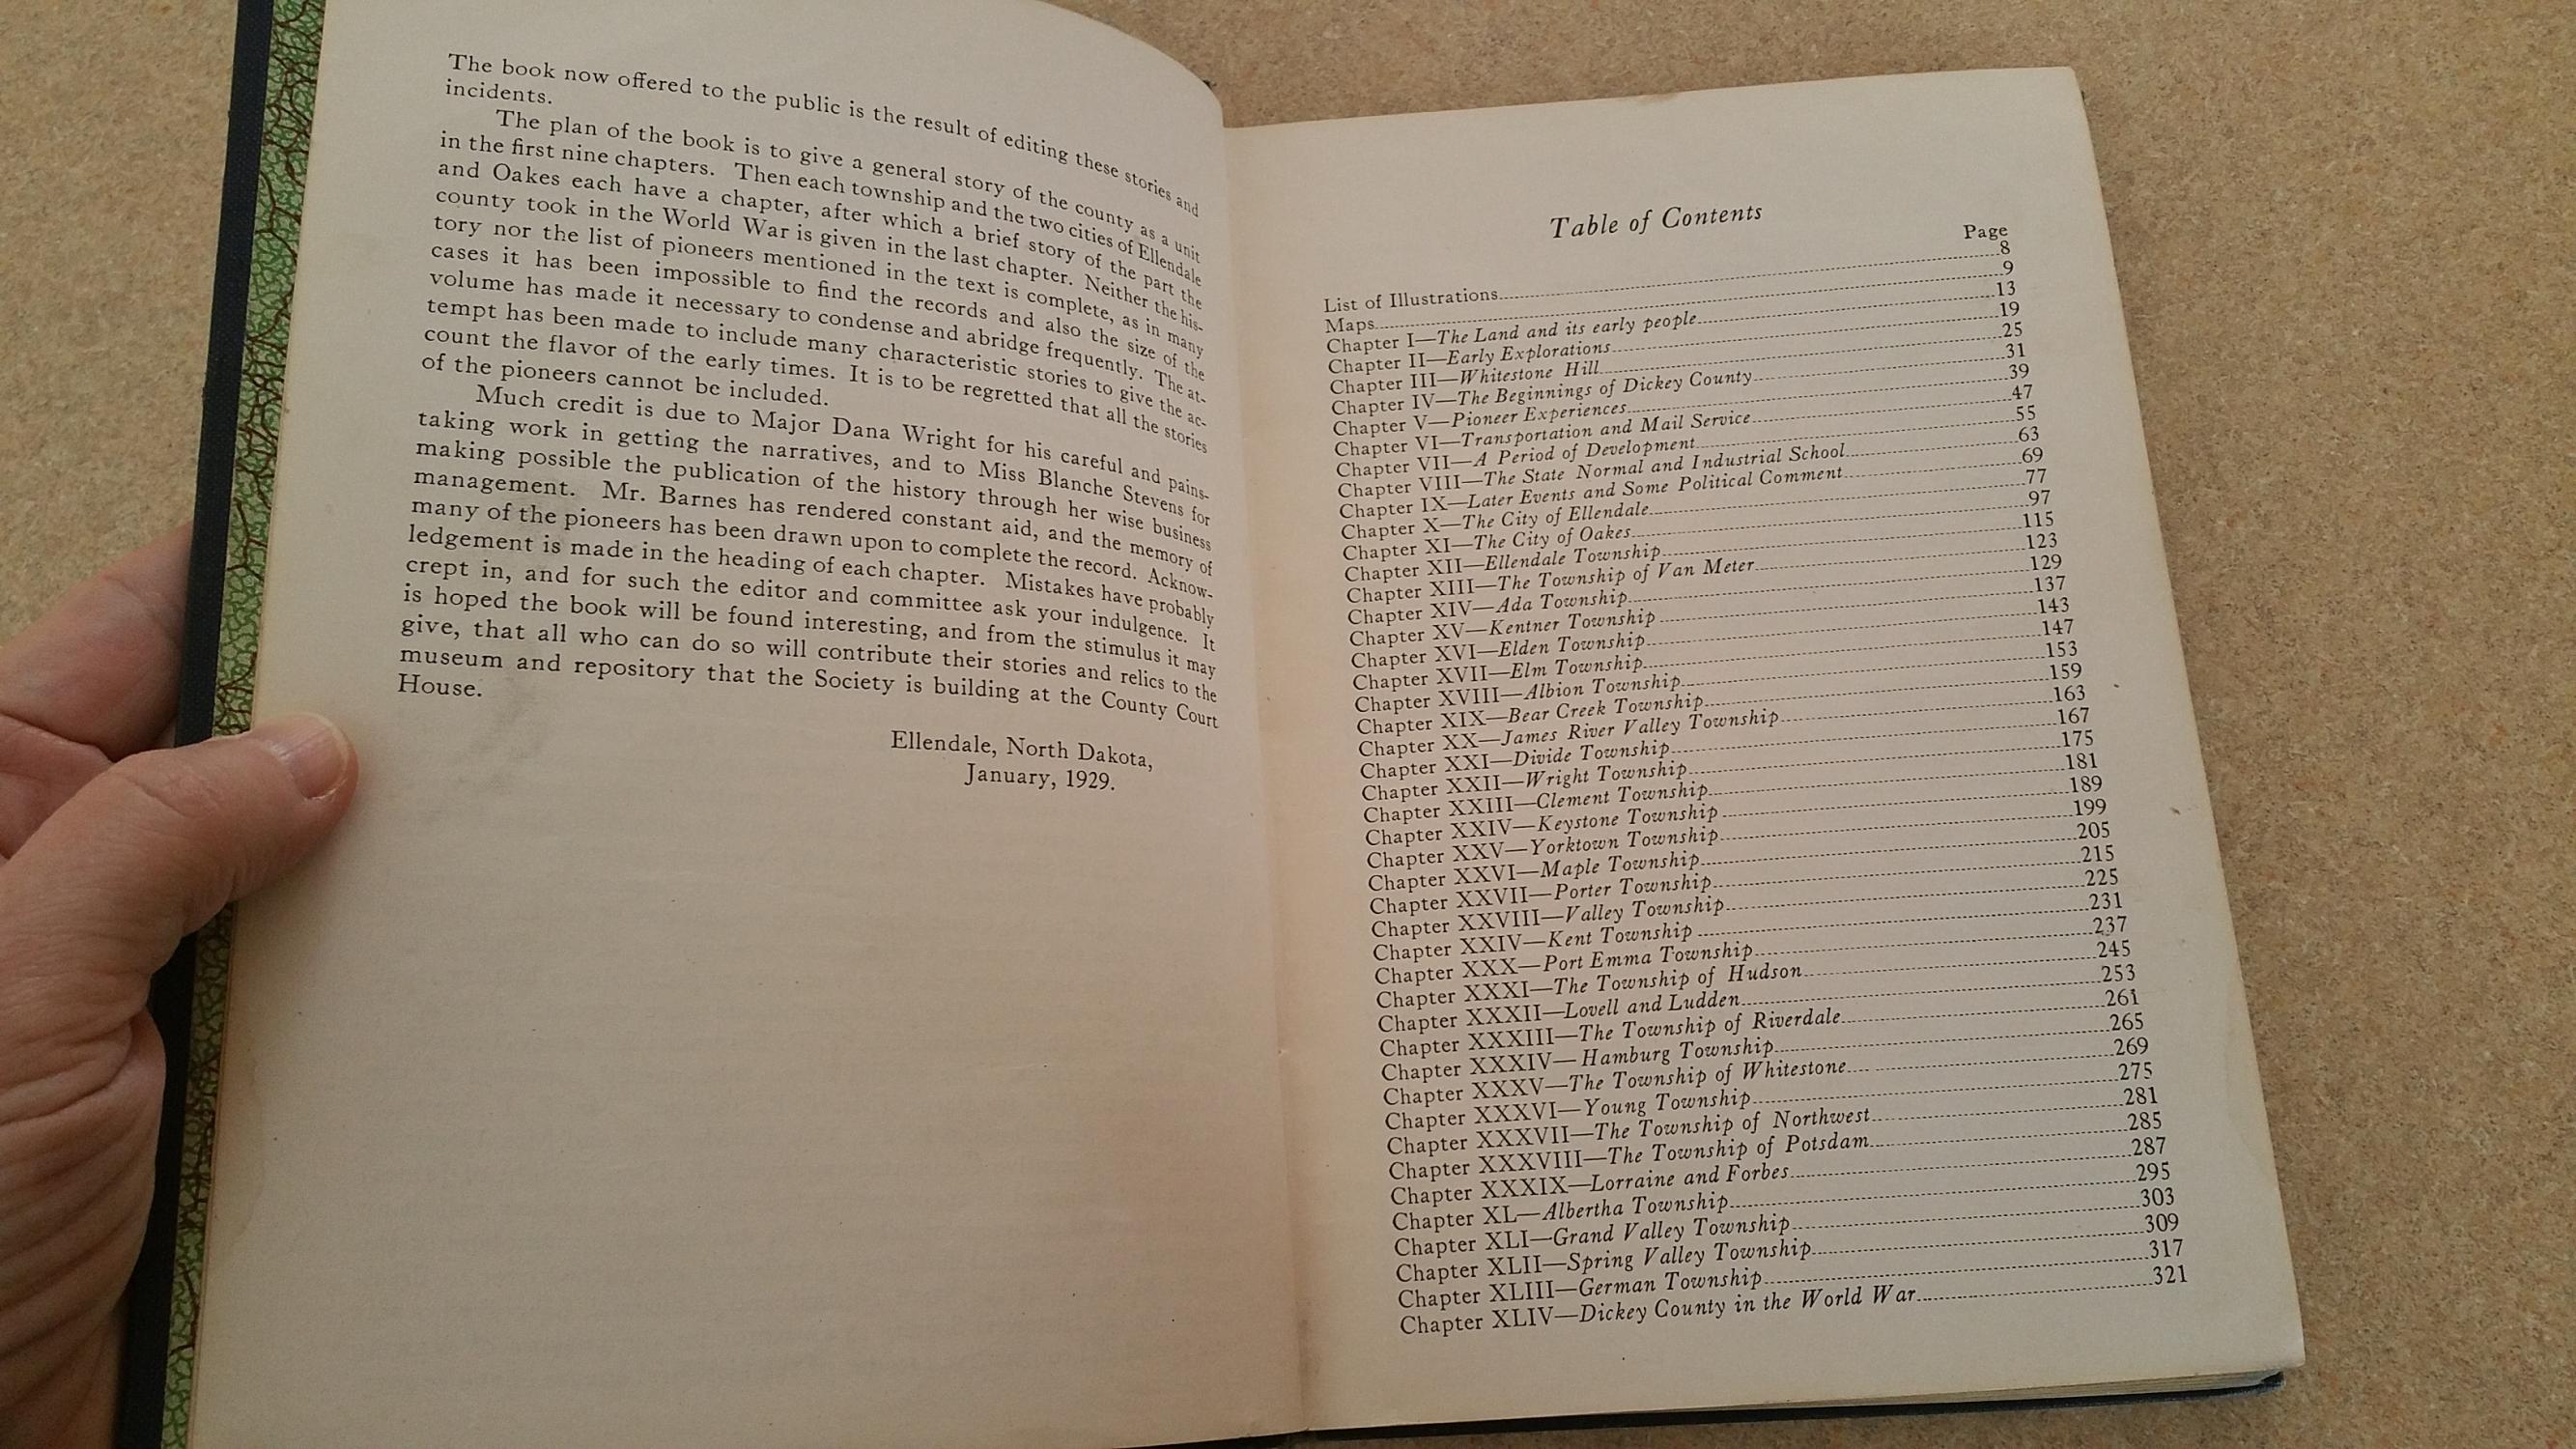 The book now offered to the public is the result of editing these stories and
incidents.
The plan of the book is to give a general story of the county as a unit
in the first nine chapters. Then each township and the two cities of Ellendale
and Oakes each have a chapter, after which a brief story of the part the
county took in the World War is given in the last chapter. Neither the his-
tory nor the list of pioneers mentioned in the text is complete, as in many
cases it has been impossible to find the records and also the size of the
volume has made it necessary to condense and abridge frequently. The at-
tempt has been made to include many characteristic stories to give the ac-
count the flavor of the early times. It is to be regretted that all the stories
of the pioneers cannot be included.
Much credit is due to Major Dana Wright for his careful and pains-
taking work in getting the narratives, and to Miss Blanche Stevens for
making possible the publication of the history through her wise business
management. Mr. Barnes has rendered constant aid, and the memory of
many of the pioneers has been drawn upon to complete the record. Acknow-
ledgement is made in the heading of each chapter. Mistakes have probably
crept in, and for such the editor and committee ask your indulgence. It
is hoped the book will be found interesting, and from the stimulus it may
give, that all who can do so will contribute their stories and relics to the
museum and repository that the Society is building at the County Court
House.
Ellendale, North Dakota,
January, 1929.
Table of Contents
Page
List of Illustrations 8
Maps 9
Chapter I—The Land and its early people 13
Chapter II—Early Explorations 19
Chapter III—Whitestone Hill 25
Chapter IV—The Beginnings of Dickey County 31
Chapter V—Pioneer Experiences 39
Chapter VI—Transportation and Mail Service 47
Chapter VII—A Period of Development 55
Chapter VIII—The State Normal and Industrial School 63
Chapter IX—Later Events and Some Political Comment 69
Chapter X—The City of Ellendale 77
Chapter XI—The City of Oakes 97
Chapter XII—Ellendale Township 115
Chapter XIII—The Township of Van Meter 123
Chapter XIV—Ada Township 129
Chapter XV—Kentner Township 137
Chapter XVI—Elden Township 143
Chapter XVII—Elm Township 147
Chapter XVIII—Albion Township 153
Chapter XIX—Bear Creek Township 159
Chapter XX—James River Valley Township 163
Chapter XXI—Divide Township 167
Chapter XXII—Wright Township 175
Chapter XXIII—Clement Township 181
Chapter XXIV—Keystone Township 189
Chapter XXV—Yorktown Township 199
Chapter XXVI—Maple Township 205
Chapter XXVII—Porter Township 215
Chapter XXVIII—Valley Township 225
Chapter XXIV—Kent Township 231
Chapter XXX—Port Emma Township 237
Chapter XXXI—The Township of Hudson 245
Chapter XXXII—Lovell and Ludden 253
Chapter XXXIII—The Township of Riverdale 261
Chapter XXXIV—Hamburg Township 265
Chapter XXXV—The Township of Whitestone 269
Chapter XXXVI—Young Township 275
Chapter XXXVII—The Township of Northwest 281
Chapter XXXVIII—The Township of Potsdam 285
Chapter XXXIX—Lorraine and Forbes 287
Chapter XL—Albertha Township 295
Chapter XLI—Grand Valley Township 303
Chapter XLII—Spring Valley Township 309
Chapter XLIII—German Township 317
Chapter XLIV—Dickey County in the World War 321